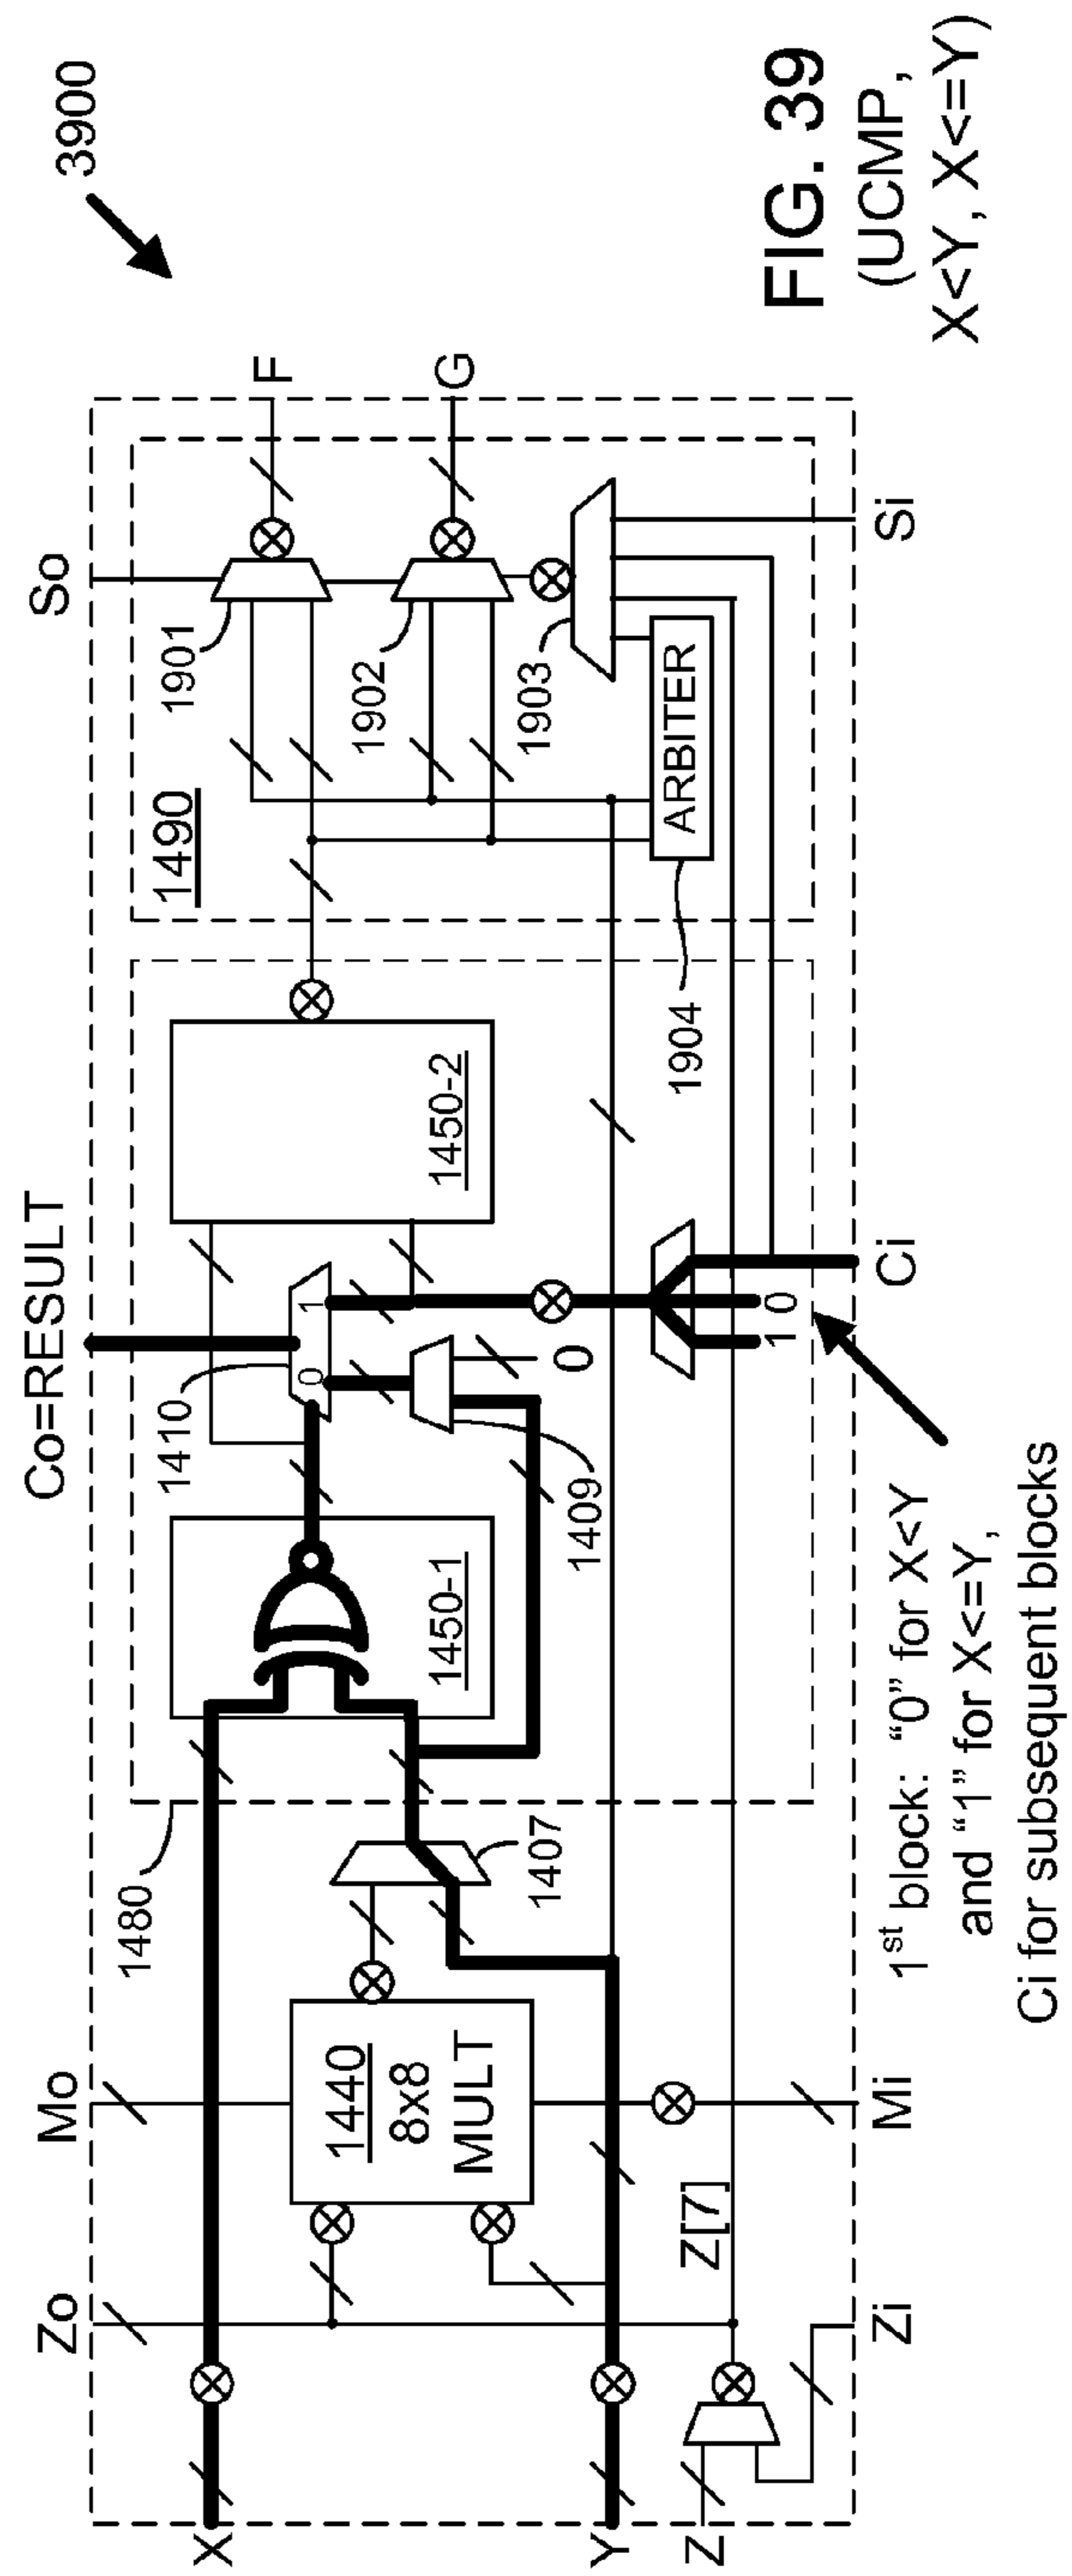 3900
FIG. 39
(UCMP,
X<Y, X<=Y)
Zo
Mo
Co=RESULT
So
1480
1410
1490
1901
1902
1903
1440
8x8
MULT
1407
1450-1
1409
0
1
0
1450-2
1904
ARBITER
X
Y
Z
Z[7]
F
G
1 0
Zi
Mi
Ci
Si
1st block: “0” for X<Y
and “1” for X<=Y,
Ci for subsequent blocks